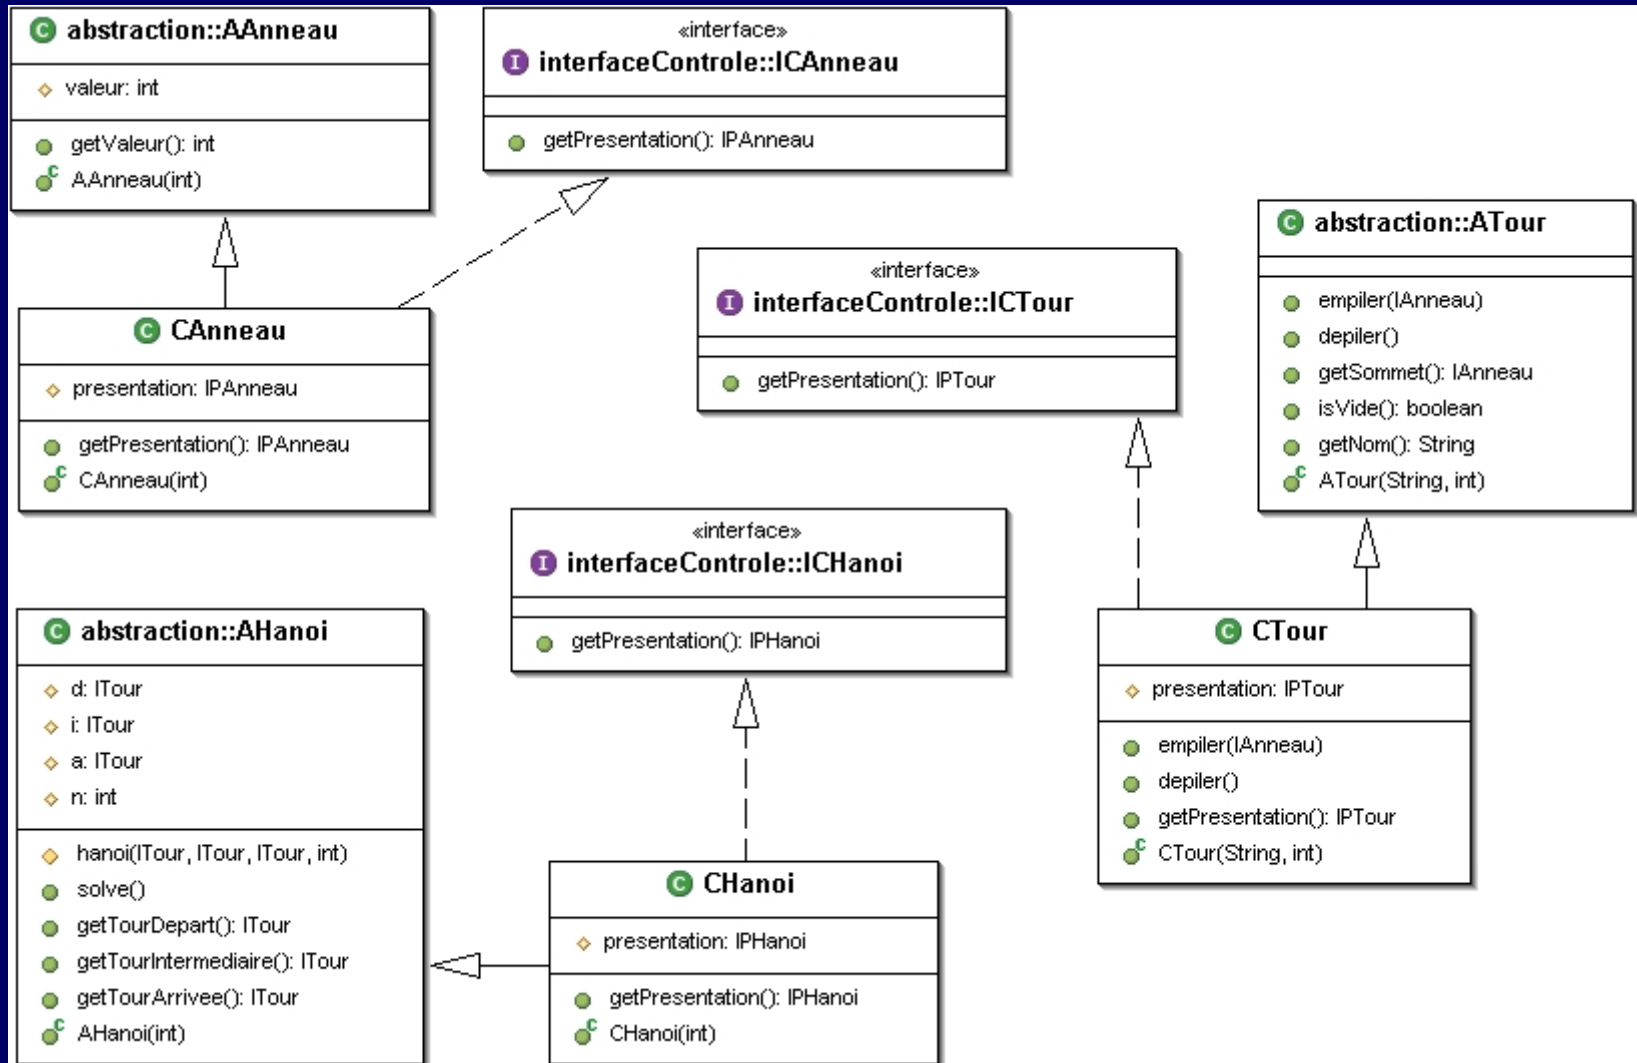 abstraction::AAnneau
valeur: int
getValeur(): int
AAnneau(int)
«interface»
interfaceControle::ICAnneau
getPresentation(): IPAnneau
abstraction::ATour
empiler(IAnneau)
depiler()
getSommet(): IAnneau
isVide(): boolean
getNom(): String
ATour(String, int)
«interface»
interfaceControle::ICTour
getPresentation(): IPTour
CAnneau
presentation: IPAnneau
getPresentation(): IPAnneau
CAnneau(int)
«interface»
interfaceControle::ICHanoi
getPresentation(): IPHanoi
abstraction::AHanoi
d: ITour
i: ITour
a: ITour
n: int
hanoi(ITour, ITour, ITour, int)
solve()
getTourDepart(): ITour
getTourIntermediaire(): ITour
getTourArrivee(): ITour
AHanoi(int)
CTour
presentation: IPTour
empiler(IAnneau)
depiler()
getPresentation(): IPTour
CTour(String, int)
CHanoi
presentation: IPHanoi
getPresentation(): IPHanoi
CHanoi(int)